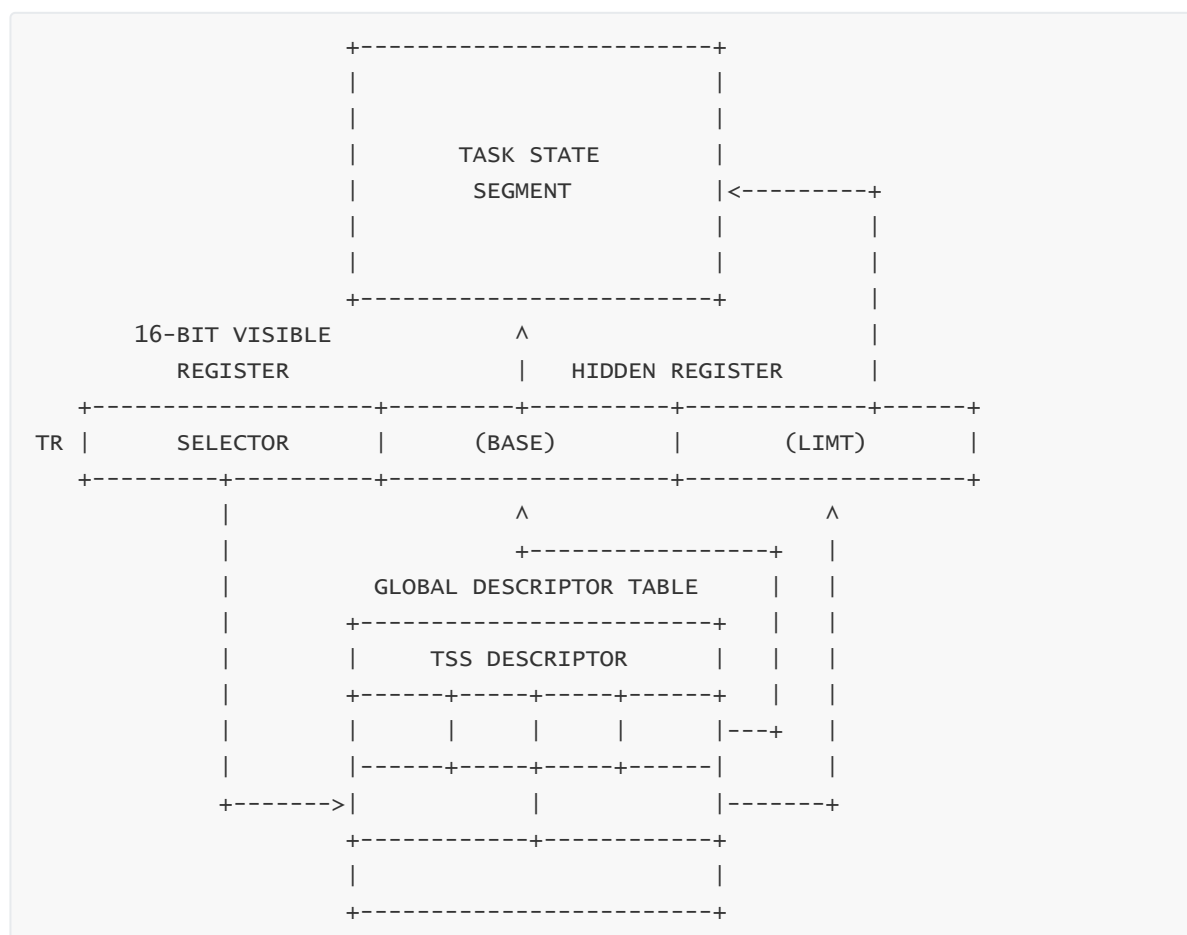 TASK STATE
SEGMENT
16-BIT VISIBLE
REGISTER HIDDEN REGISTER
TR | SELECTOR | (BASE) | (LIMT) |
GLOBAL DESCRIPTOR TABLE
TSS DESCRIPTOR